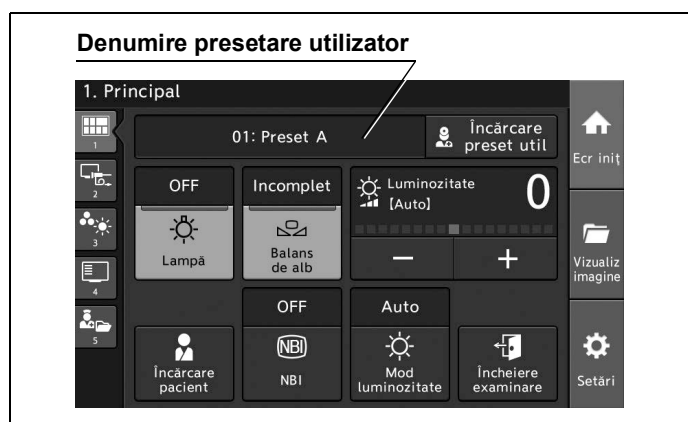 Denumire presetare utilizator
1. Principal
1
01: Preset A
Încărcare
preset util
Ecr iniț
2
OFF
Incomplet
Luminozitate
[Auto]
0
3
Lampă
Balans
de alb
−
+
Vizualiz
imagine
4
OFF
Auto
5
Încărcare
pacient
NBI
NBI
Mod
luminozitate
Încheiere
examinare
Setări